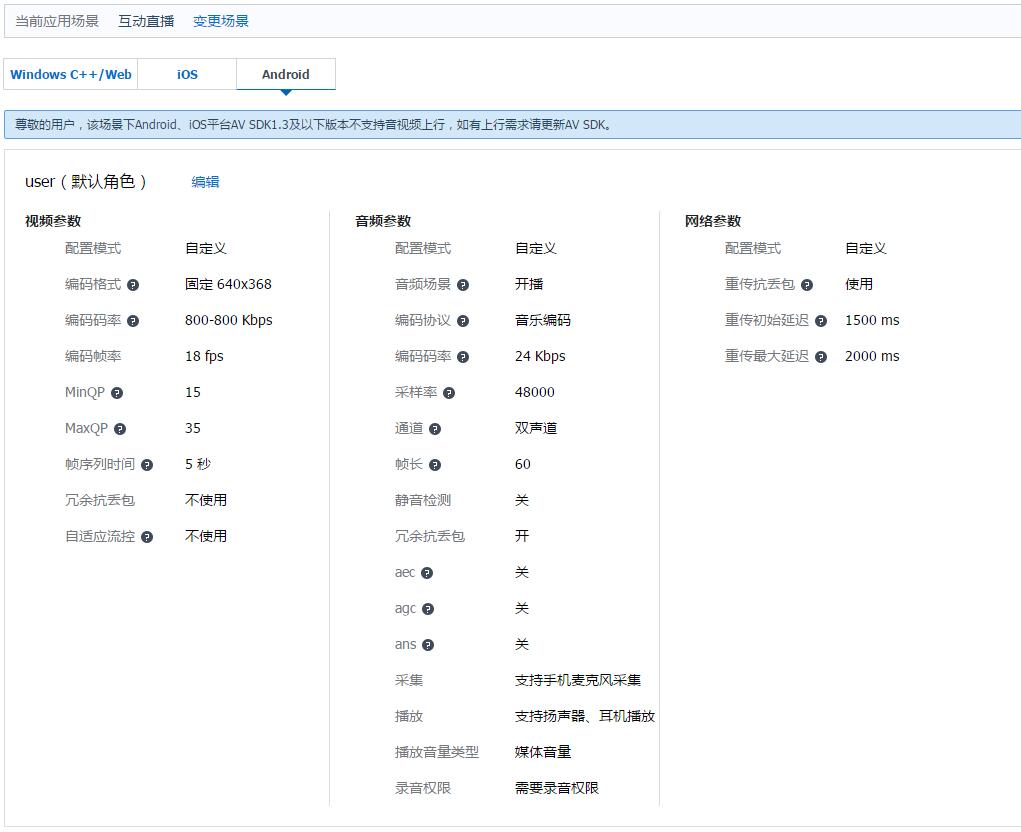 当前应用场景 互动直播 变更场景
Windows C++/Web iOS Android
尊敬的用户，该场景下Android、iOS平台AV SDK1.3及以下版本不支持音视频上行，如有上行需求请更新AV SDK。
user（默认角色） 编辑
视频参数
配置模式 自定义
编码格式 ? 固定 640x368
编码码率 ? 800-800 Kbps
编码帧率 18 fps
MinQP ? 15
MaxQP ? 35
帧序列时间 ? 5 秒
冗余抗丢包 不使用
自适应流控 ? 不使用
音频参数
配置模式 自定义
音频场景 ? 开播
编码协议 ? 音乐编码
编码码率 ? 24 Kbps
采样率 ? 48000
通道 ? 双声道
帧长 ? 60
静音检测 关
冗余抗丢包 开
aec ? 关
agc ? 关
ans ? 关
采集 支持手机麦克风采集
播放 支持扬声器、耳机播放
播放音量类型 媒体音量
录音权限 需要录音权限
网络参数
配置模式 自定义
重传抗丢包 ? 使用
重传初始延迟 ? 1500 ms
重传最大延迟 ? 2000 ms